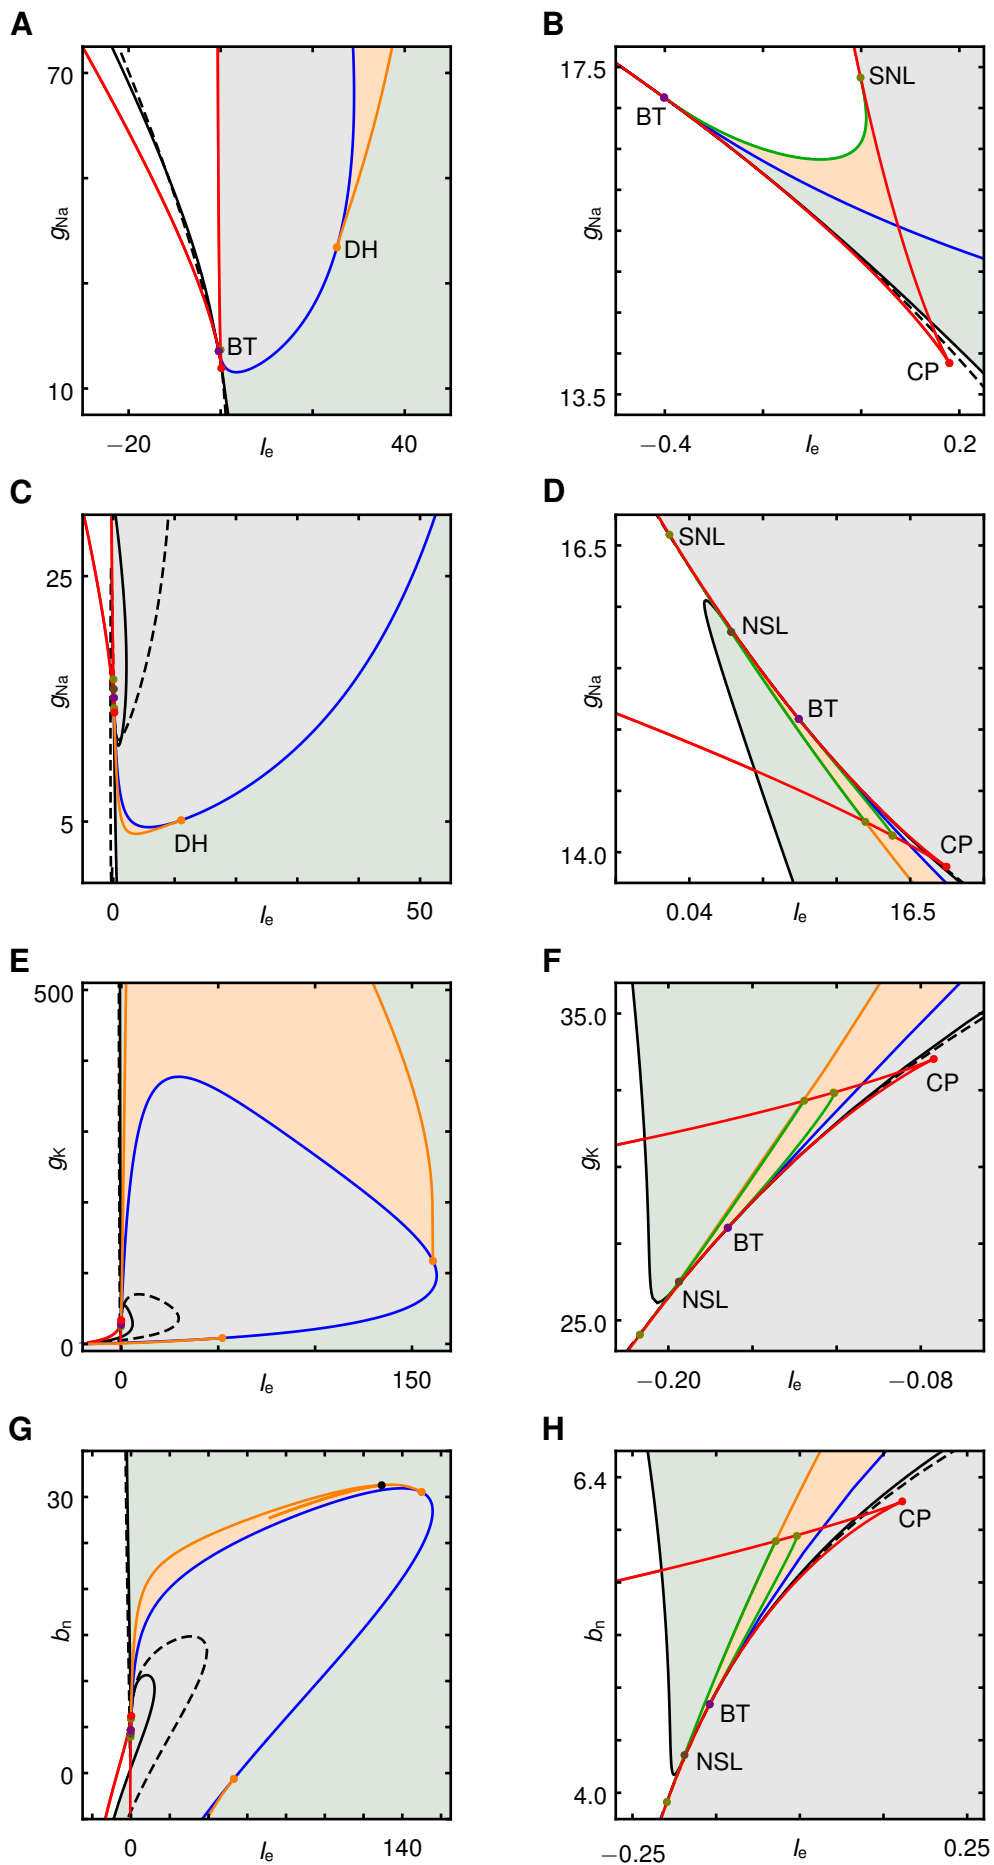 A
70
g_Na
10
−20
I_e
40
DH
BT
B
17.5
g_Na
13.5
−0.4
I_e
0.2
SNL
BT
CP
C
25
g_Na
5
0
I_e
50
DH
D
16.5
g_Na
14.0
0.04
I_e
16.5
SNL
NSL
BT
CP
E
500
g_K
0
0
I_e
150
F
35.0
g_K
25.0
−0.20
I_e
−0.08
CP
BT
NSL
G
30
b_n
0
0
I_e
140
H
6.4
b_n
4.0
−0.25
I_e
0.25
CP
BT
NSL